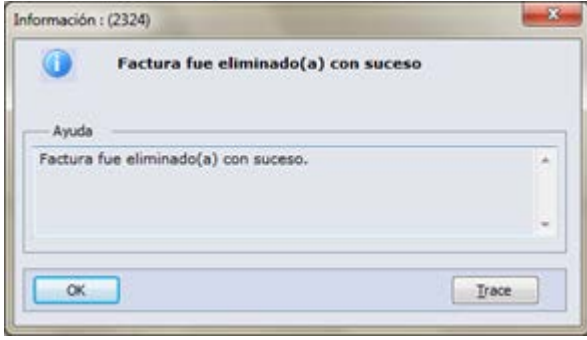 Información : (2324)
Factura fue eliminado(a) con suceso
Ayuda
Factura fue eliminado(a) con suceso.
OK
Trace